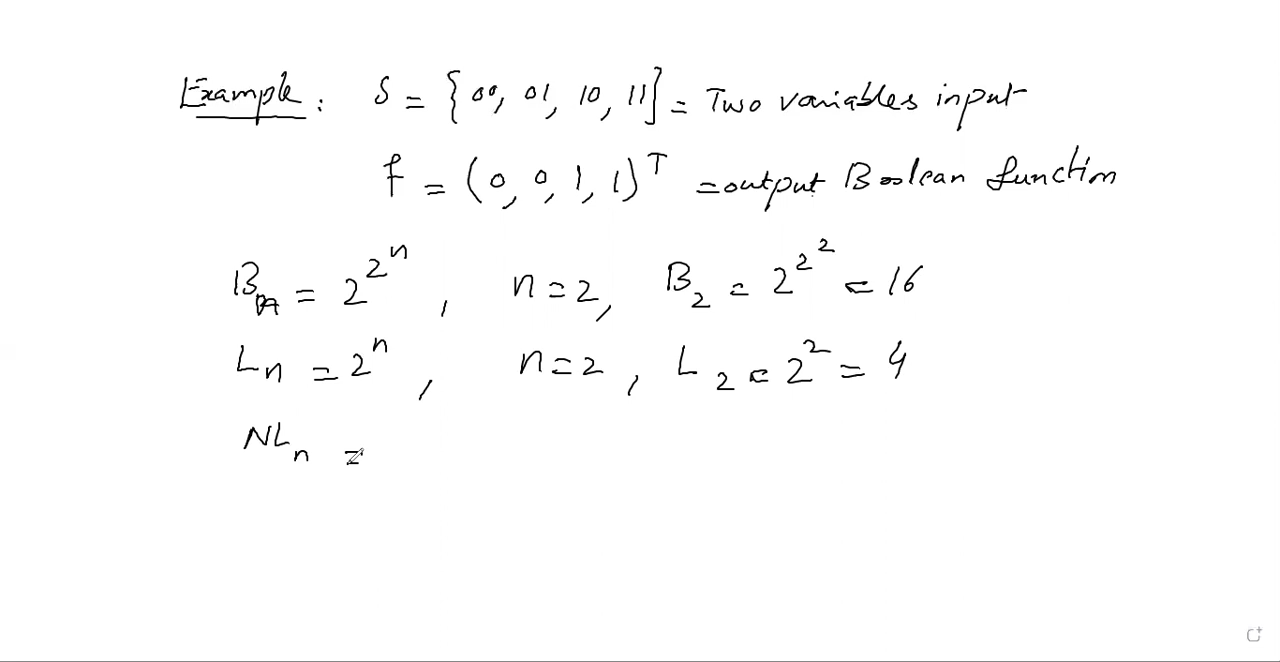 Example: S = {00, 01, 10, 11} = Two variables input
f = (0, 0, 1, 1)^T = output Boolean function
B_n = 2^{2^n}, n=2, B_2 = 2^{2^2} = 16
L_n = 2^n, n=2, L_2 = 2^2 = 4
NL_n =